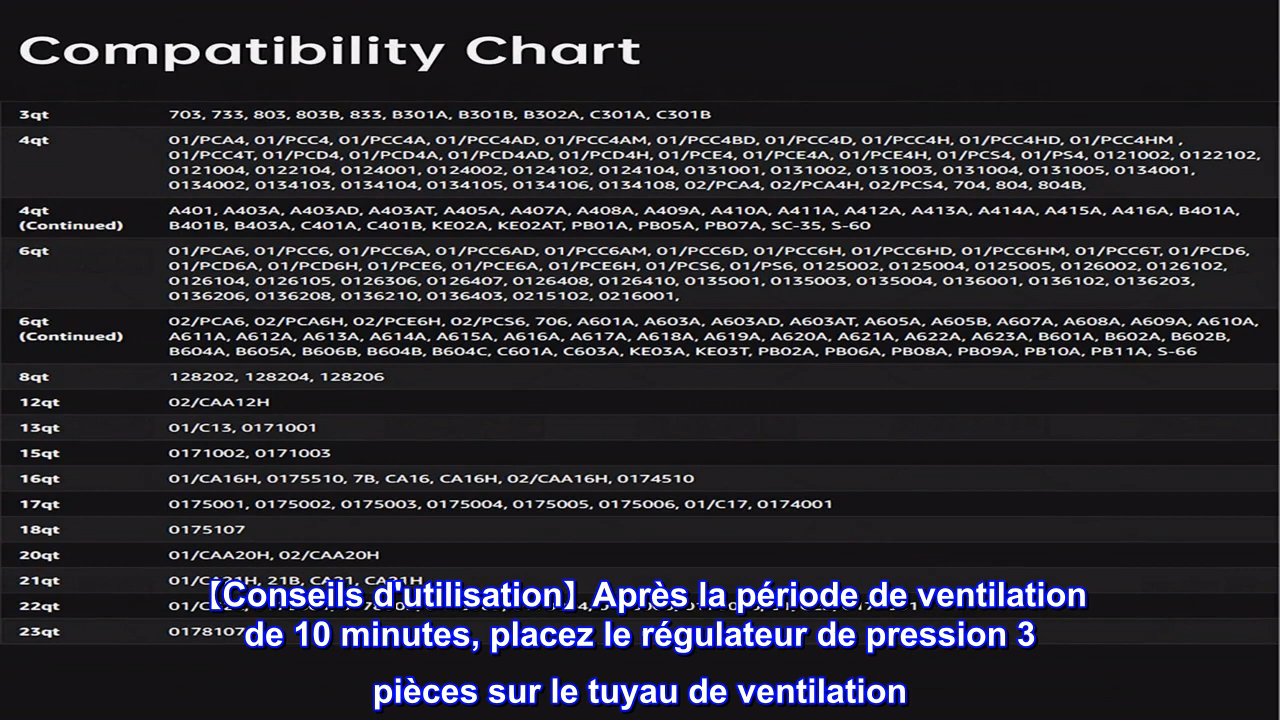 Compatibility Chart
3qt 703, 733, 803, 803B, 833, B301A, B301B, B302A, C301A, C301B
4qt 01/PCA4, 01/PCC4, 01/PCC4A, 01/PCC4AD, 01/PCC4AM, 01/PCC4BD, 01/PCC4D, 01/PCC4H, 01/PCC4HD, 01/PCC4HM ,
01/PCC4T, 01/PCD4, 01/PCD4A, 01/PCD4AD, 01/PCD4H, 01/PCE4, 01/PCE4A, 01/PCE4H, 01/PCS4, 01/PS4, 0121002, 0122102,
0121004, 0122104, 0124001, 0124002, 0124102, 0124104, 0131001, 0131002, 0131003, 0131004, 0131005, 0134001,
0134002, 0134103, 0134104, 0134105, 0134106, 0134108, 02/PCA4, 02/PCA4H, 02/PCS4, 704, 804, 804B,
4qt A401, A403A, A403AD, A403AT, A405A, A407A, A408A, A409A, A410A, A411A, A412A, A413A, A414A, A415A, A416A, B401A,
(Continued) B401B, B403A, C401A, C401B, KE02A, KE02AT, PB01A, PB05A, PB07A, SC-35, S-60
6qt 01/PCA6, 01/PCC6, 01/PCC6A, 01/PCC6AD, 01/PCC6AM, 01/PCC6D, 01/PCC6H, 01/PCC6HD, 01/PCC6HM, 01/PCC6T, 01/PCD6,
01/PCD6A, 01/PCD6H, 01/PCE6, 01/PCE6A, 01/PCE6H, 01/PCS6, 01/PS6, 0125002, 0125004, 0125005, 0126002, 0126102,
0126104, 0126105, 0126306, 0126407, 0126408, 0126410, 0135001, 0135003, 0135004, 0136001, 0136102, 0136203,
0136206, 0136208, 0136210, 0136403, 0215102, 0216001,
6qt 02/PCA6, 02/PCA6H, 02/PCE6H, 02/PCS6, 706, A601A, A603A, A603AD, A603AT, A605A, A605B, A607A, A608A, A609A, A610A,
(Continued) A611A, A612A, A613A, A614A, A615A, A616A, A617A, A618A, A619A, A620A, A621A, A622A, A623A, B601A, B602A, B602B,
B604A, B605A, B606B, B604B, B604C, C601A, C603A, KE03A, KE03T, PB02A, PB06A, PB08A, PB09A, PB10A, PB11A, S-66
8qt 128202, 128204, 128206
12qt 02/CAA12H
13qt 01/C13, 0171001
15qt 0171002, 0171003
16qt 01/CA16H, 0175510, 7B, CA16, CA16H, 02/CAA16H, 0174510
17qt 0175001, 0175002, 0175003, 0175004, 0175005, 0175006, 01/C17, 0174001
18qt 0175107
20qt 01/CAA20H, 02/CAA20H
21qt 01/CA21H, 21B, CA21, CA21H
22qt
23qt 0178107
【Conseils d'utilisation】Après la période de ventilation
de 10 minutes, placez le régulateur de pression 3
pièces sur le tuyau de ventilation